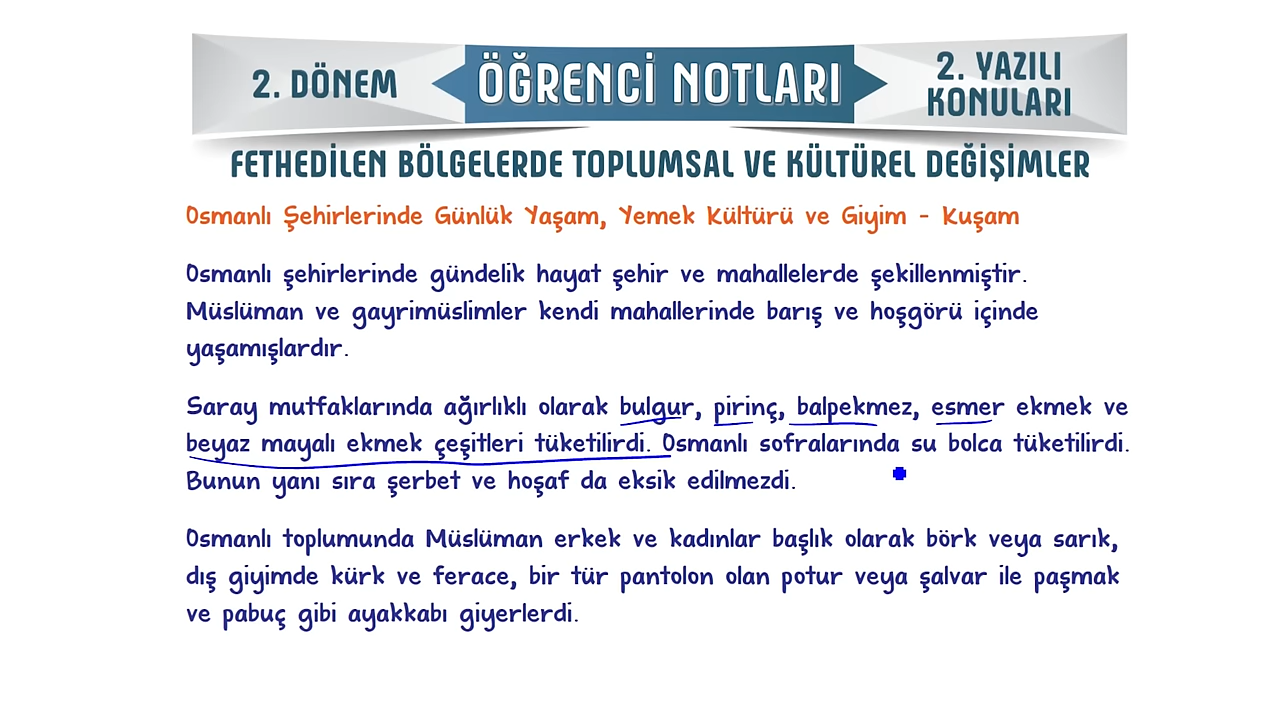 2. DÖNEM
ÖĞRENCİ NOTLARI
2. YAZILI
KONULARI
FETHEDİLEN BÖLGELERDE TOPLUMSAL VE KÜLTÜREL DEĞİŞİMLER
Osmanlı Şehirlerinde Günlük Yaşam, Yemek Kültürü ve Giyim - Kuşam
Osmanlı şehirlerinde gündelik hayat şehir ve mahallelerde şekillenmiştir.
Müslüman ve gayrimüslimler kendi mahallerinde barış ve hoşgörü içinde
yaşamışlardır.
Saray mutfaklarında ağırlıklı olarak bulgur, pirinç, balpekmez, esmer ekmek ve
beyaz mayalı ekmek çeşitleri tüketilirdi. Osmanlı sofralarında su bolca tüketilirdi.
Bunun yanı sıra şerbet ve hoşaf da eksik edilmezdi.
Osmanlı toplumunda Müslüman erkek ve kadınlar başlık olarak börk veya sarık,
dış giyimde kürk ve ferace, bir tür pantolon olan potur veya şalvar ile paşmak
ve pabuç gibi ayakkabı giyerlerdi.